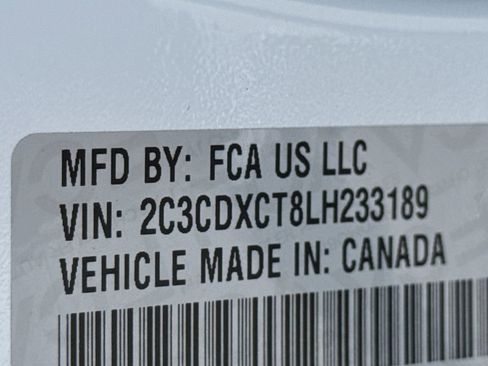 MFD BY: FCA US LLC
VIN: 2C3CDXCT8LH233189
VEHICLE MADE IN: CANADA